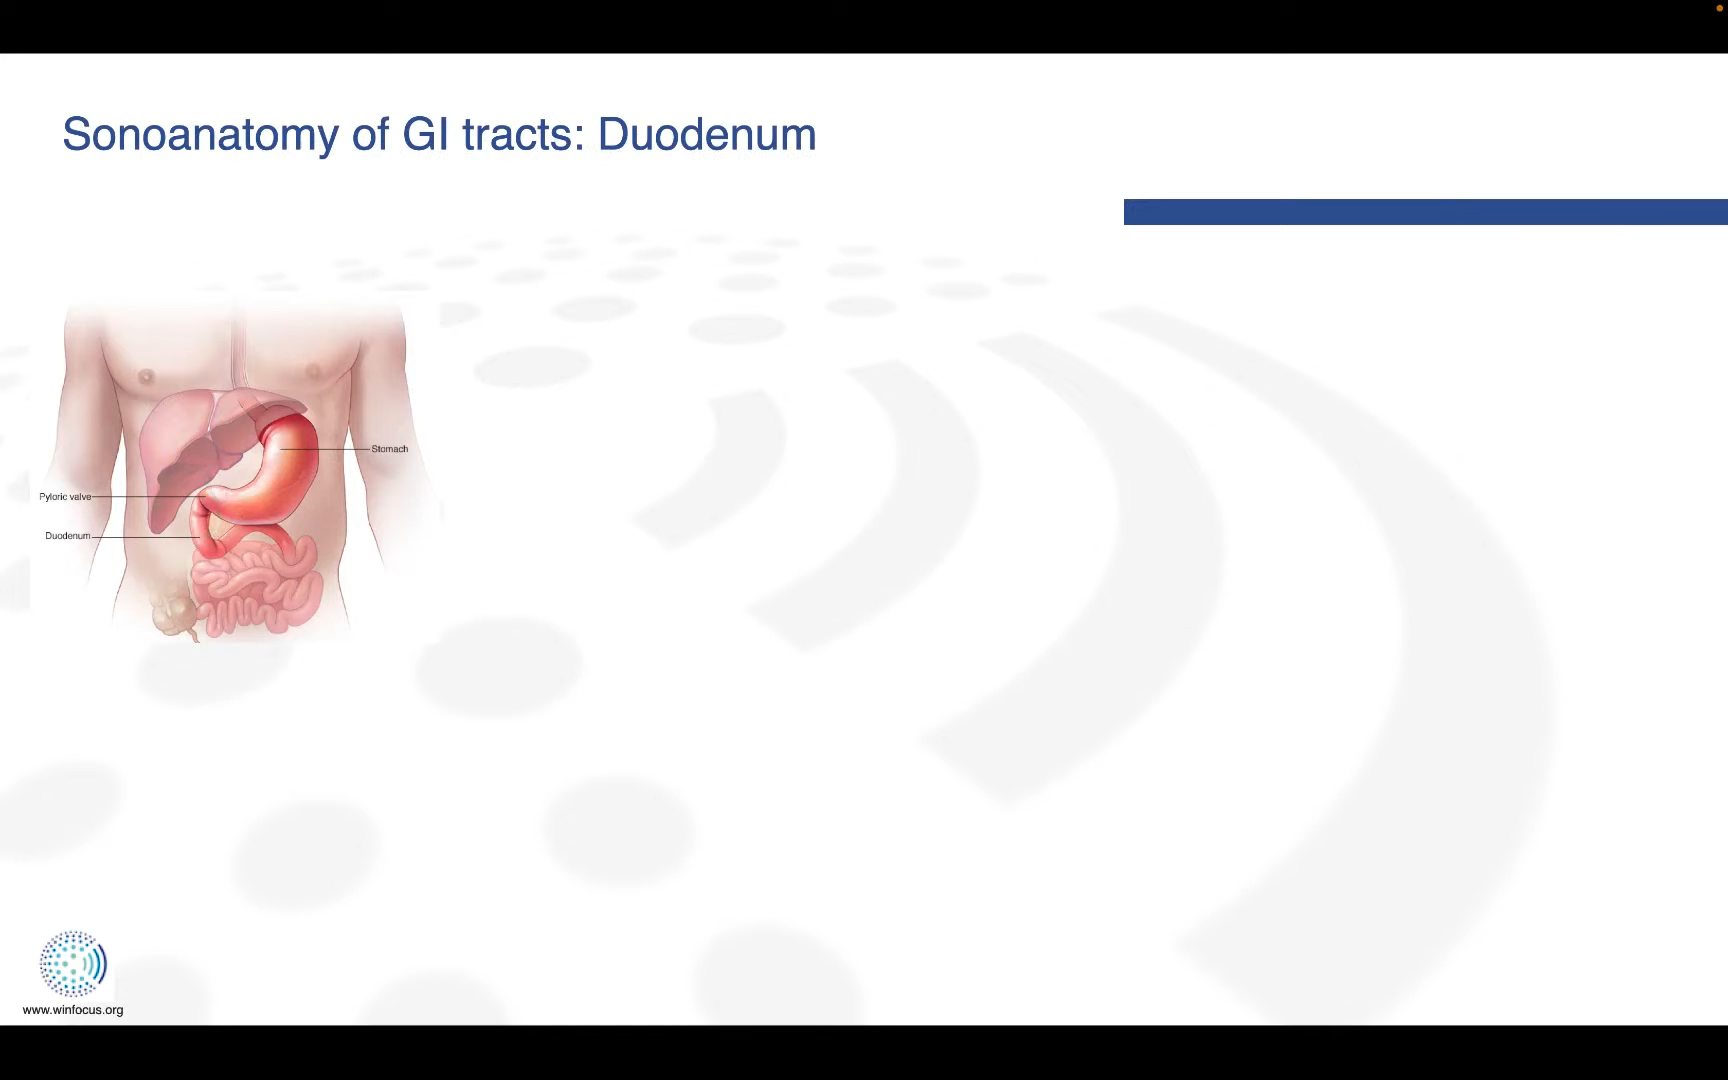 Sonoanatomy of GI tracts: Duodenum
Stomach
Pyloric valve
Duodenum
www.winfocus.org